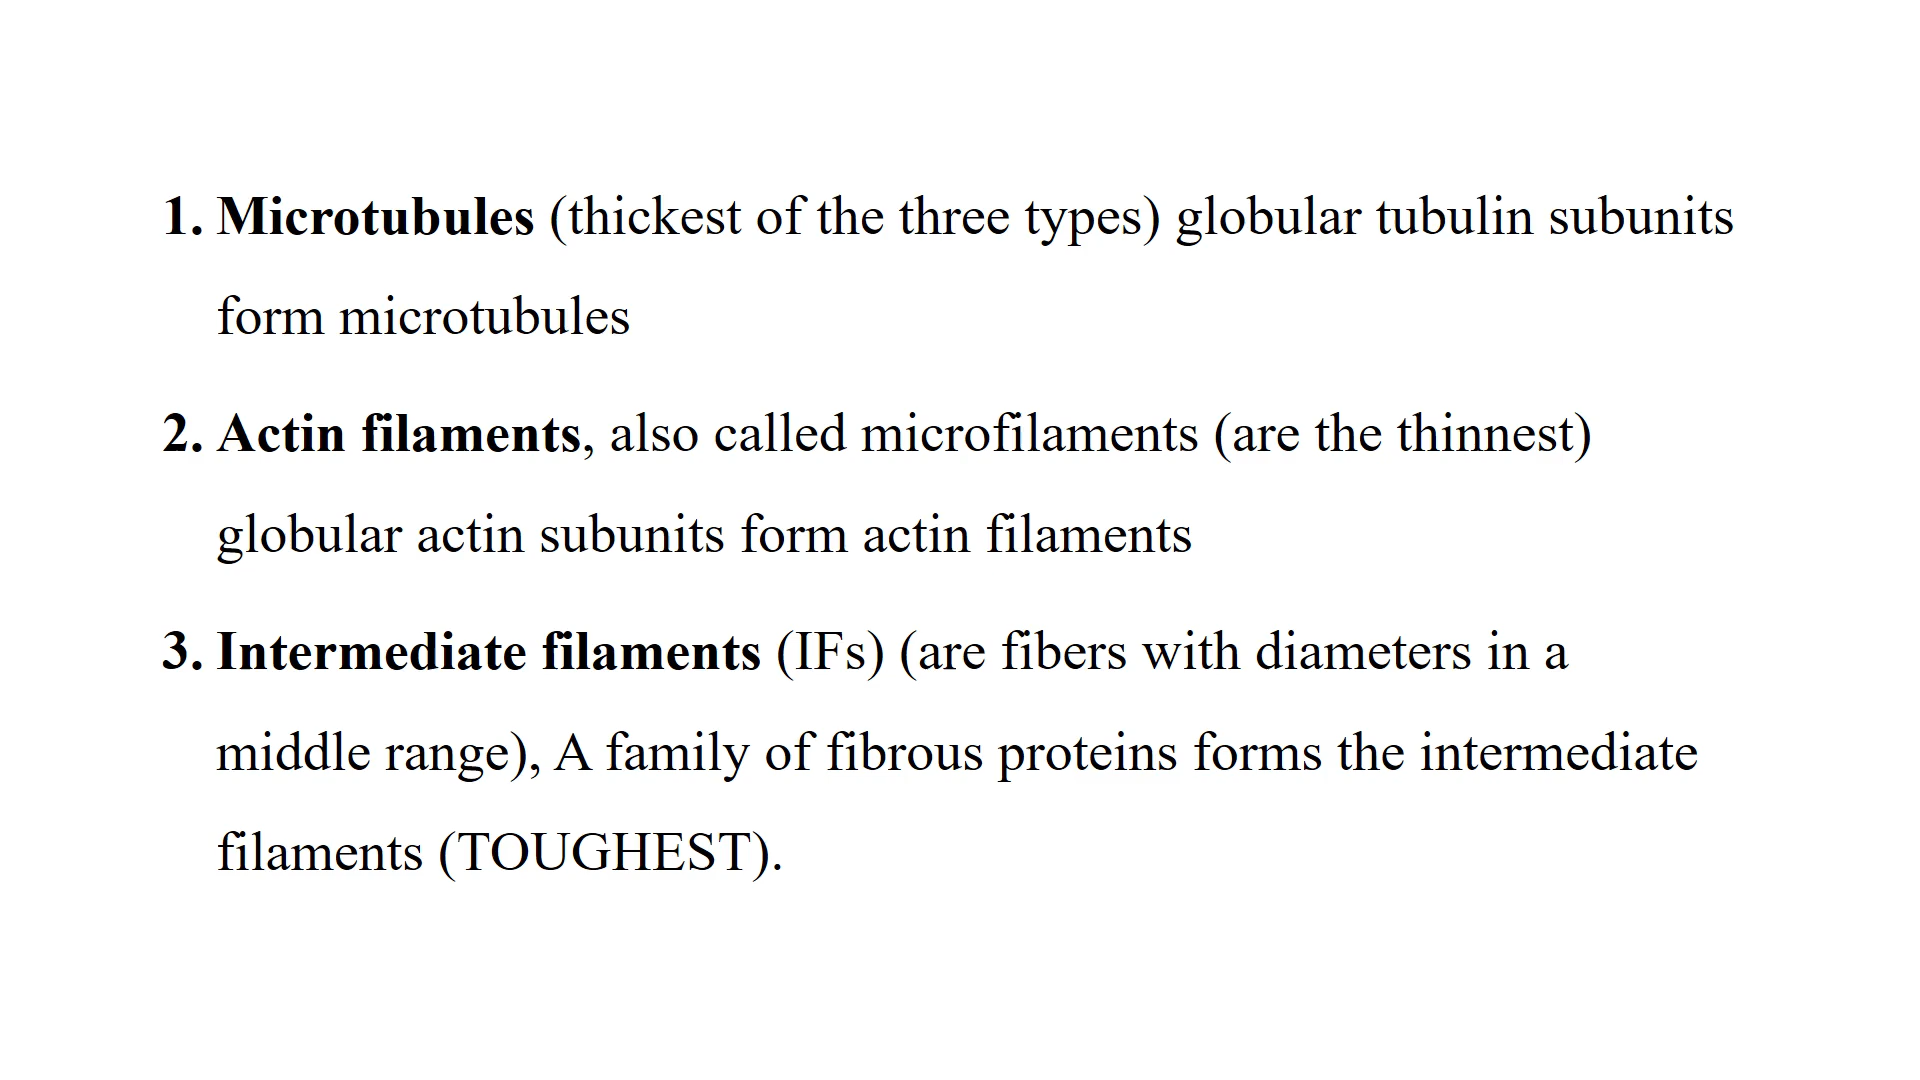 1. Microtubules (thickest of the three types) globular tubulin subunits
form microtubules
2. Actin filaments, also called microfilaments (are the thinnest)
globular actin subunits form actin filaments
3. Intermediate filaments (IFs) (are fibers with diameters in a
middle range), A family of fibrous proteins forms the intermediate
filaments (TOUGHEST).